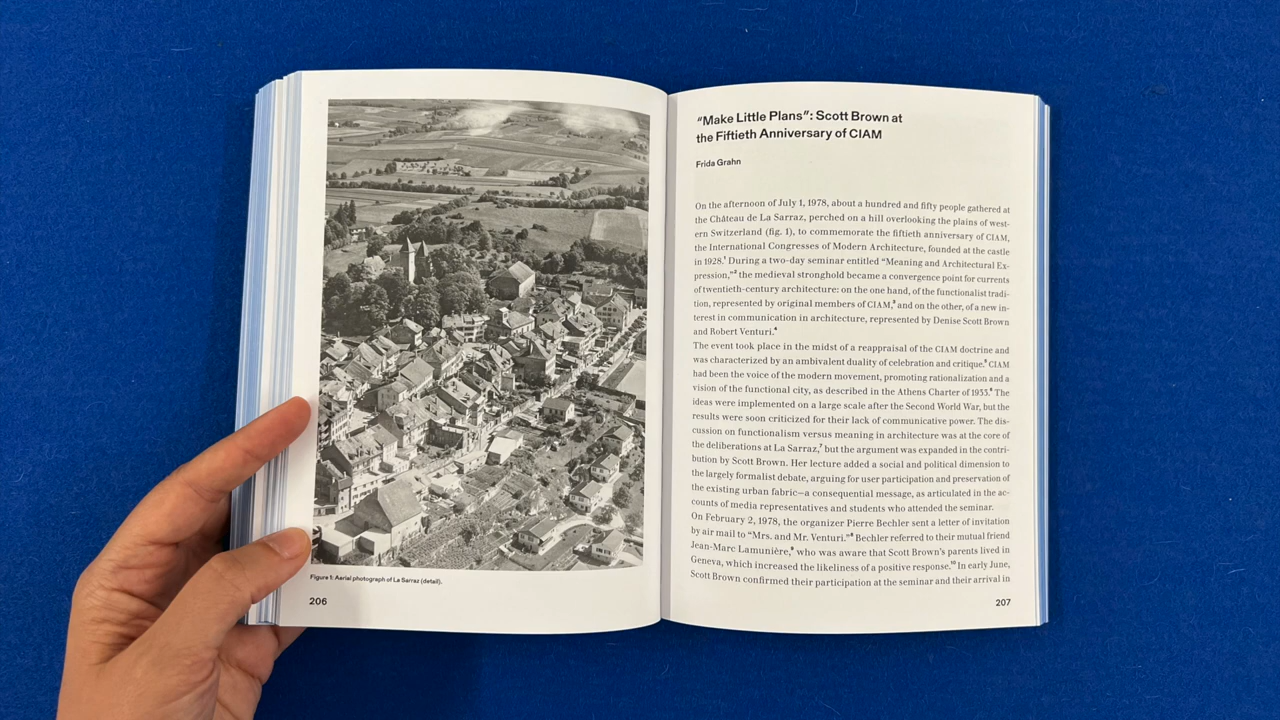 Figure 1: Aerial photograph of La Sarraz (detail).
206
“Make Little Plans”: Scott Brown at
the Fiftieth Anniversary of CIAM
Frida Grahn
On the afternoon of July 1, 1978, about a hundred and fifty people gathered at
the Château de La Sarraz, perched on a hill overlooking the plains of west-
ern Switzerland (fig. 1), to commemorate the fiftieth anniversary of CIAM,
the International Congresses of Modern Architecture, founded at the castle
in 1928.¹ During a two-day seminar entitled “Meaning and Architectural Ex-
pression,”² the medieval stronghold became a convergence point for currents
of twentieth-century architecture: on the one hand, of the functionalist tradi-
tion, represented by original members of CIAM,³ and on the other, of a new in-
terest in communication in architecture, represented by Denise Scott Brown
and Robert Venturi.⁴
The event took place in the midst of a reappraisal of the CIAM doctrine and
was characterized by an ambivalent duality of celebration and critique.⁵ CIAM
had been the voice of the modern movement, promoting rationalization and a
vision of the functional city, as described in the Athens Charter of 1933.⁶ The
ideas were implemented on a large scale after the Second World War, but the
results were soon criticized for their lack of communicative power. The dis-
cussion on functionalism versus meaning in architecture was at the core of
the deliberations at La Sarraz,⁷ but the argument was expanded in the contri-
bution by Scott Brown. Her lecture added a social and political dimension to
the largely formalist debate, arguing for user participation and preservation of
the existing urban fabric—a consequential message, as articulated in the ac-
counts of media representatives and students who attended the seminar.
On February 2, 1978, the organizer Pierre Bechler sent a letter of invitation
by air mail to “Mrs. and Mr. Venturi.”⁸ Bechler referred to their mutual friend
Jean-Marc Lamunière,⁹ who was aware that Scott Brown’s parents lived in
Geneva, which increased the likeliness of a positive response.¹⁰ In early June,
Scott Brown confirmed their participation at the seminar and their arrival in
207